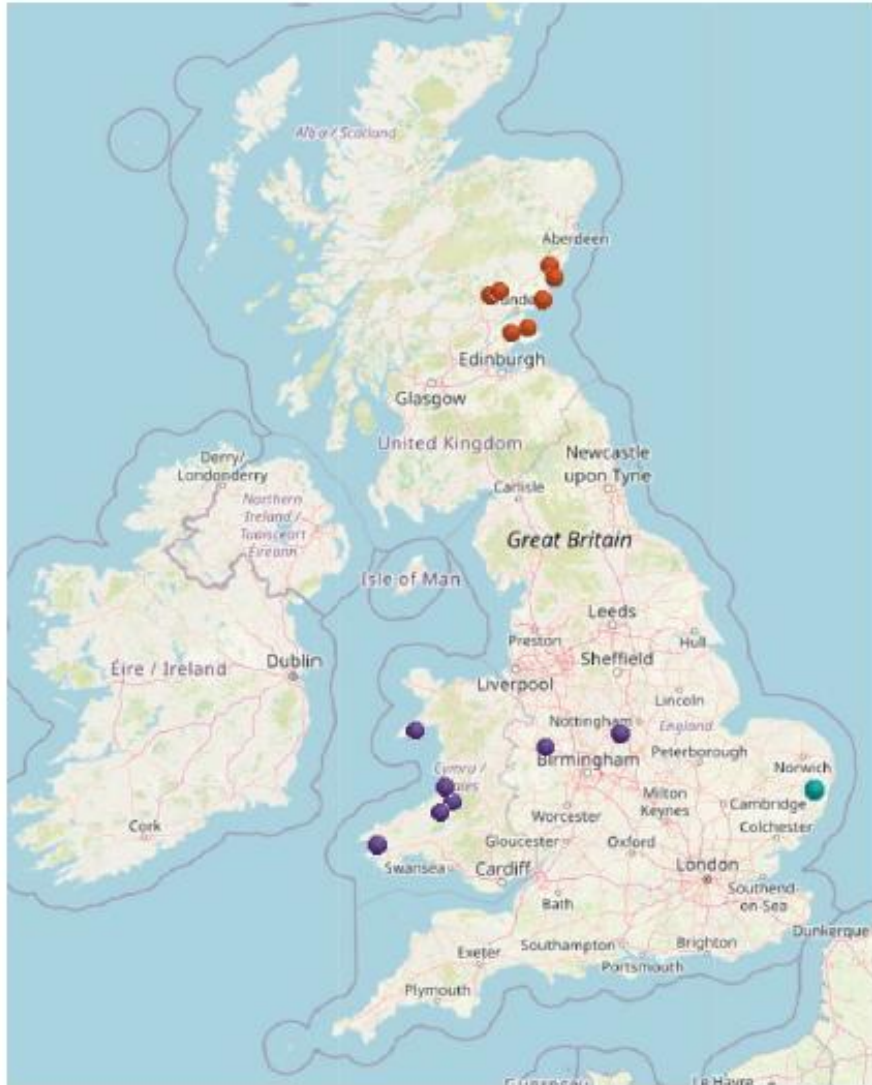 Alba / Scotland
Aberdeen
Edinburgh
Glasgow
United Kingdom
Derry/
Londonderry
Newcastle
upon Tyne
Carlisle
Northern
Ireland /
Tuaisceart
Éireann
Great Britain
Isle of Man
Leeds
Preston
Hull
Éire / Ireland
Dublin
Sheffield
Liverpool
Lincoln
Nottingham
England
Peterborough
Norwich
Birmingham
Cymru /
Milton
Keynes
Cambridge
Worcester
Colchester
Cork
Gloucester
Oxford
Swansea
Cardiff
London
Southend-
on-Sea
Bath
Dunkerque
Southampton
Brighton
Exeter
Portsmouth
Plymouth
Le Havre